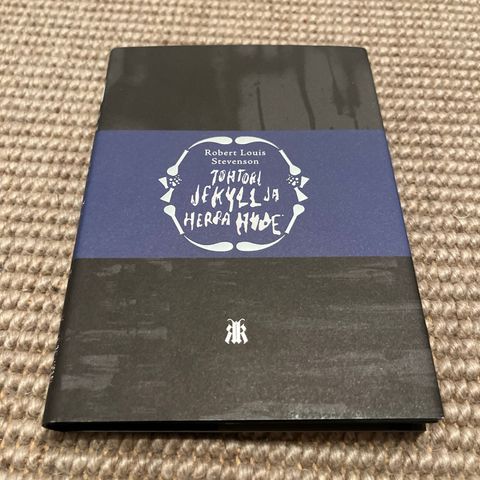 Robert Louis
Stevenson
TOHTORI
JEKYLL JA
HERRA HYDE